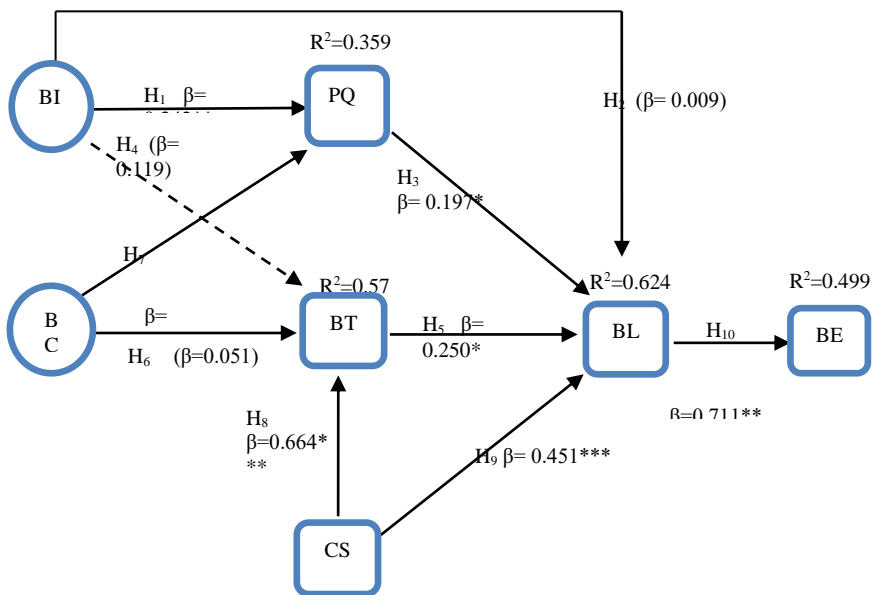 R²=0.359
BI
H₁ β=
PQ
H₂ (β= 0.009)
H₄ (β=
0.119)
H₃
β= 0.197*
H₇
R²=0.57
R²=0.624
R²=0.499
B
C
β=
H₆ (β=0.051)
BT
H₅ β=
0.250*
BL
H₁₀
BE
H₈
β=0.664*
**
β=0.711**
H₉ β= 0.451***
CS